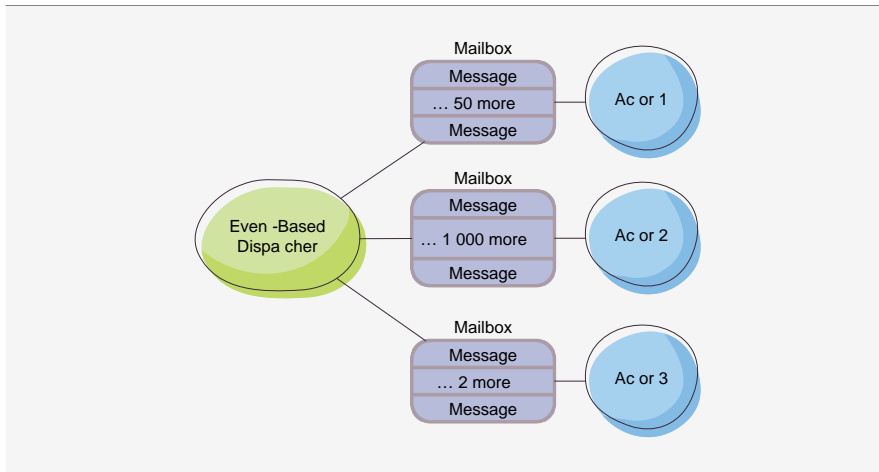 Mailbox
Message
… 50 more
Message
Ac or 1
Mailbox
Message
… 1 000 more
Message
Ac or 2
Even -Based
Dispa cher
Mailbox
Message
… 2 more
Message
Ac or 3